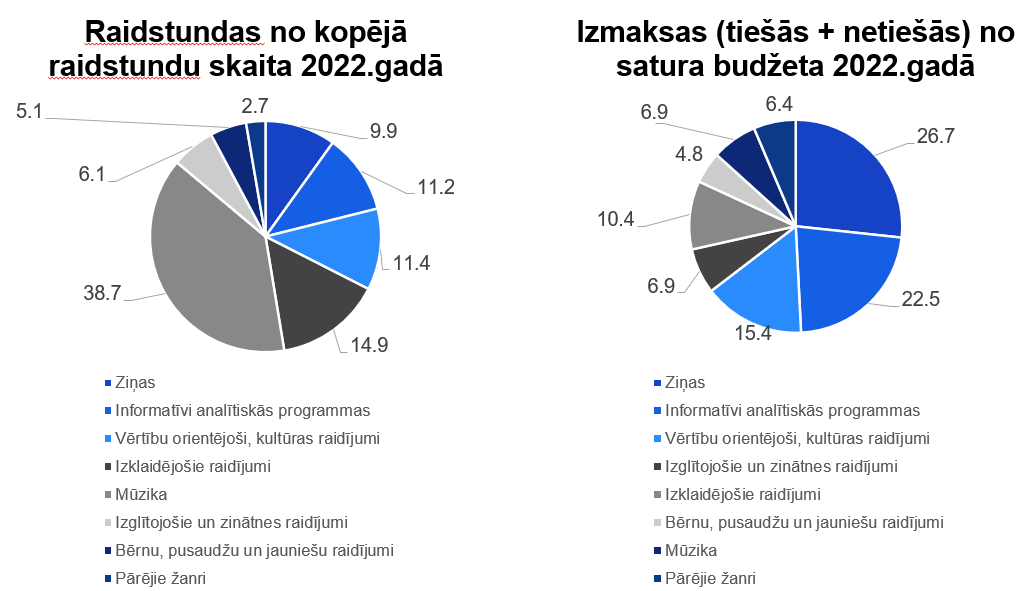 Raidstundas no kopējā
raidstundu skaita 2022.gadā
2.7
5.1
9.9
6.1
11.2
11.4
38.7
14.9
Ziņas
Informatīvi analītiskās programmas
Vērtību orientējoši, kultūras raidījumi
Izklaidējošie raidījumi
Mūzika
Izglītojošie un zinātnes raidījumi
Bērnu, pusaudžu un jauniešu raidījumi
Pārējie žanri
Izmaksas (tiešās + netiešās) no
satura budžeta 2022.gadā
6.4
6.9
26.7
4.8
10.4
6.9
22.5
15.4
Ziņas
Informatīvi analītiskās programmas
Vērtību orientējoši, kultūras raidījumi
Izglītojošie un zinātnes raidījumi
Izklaidējošie raidījumi
Bērnu, pusaudžu un jauniešu raidījumi
Mūzika
Pārējie žanri